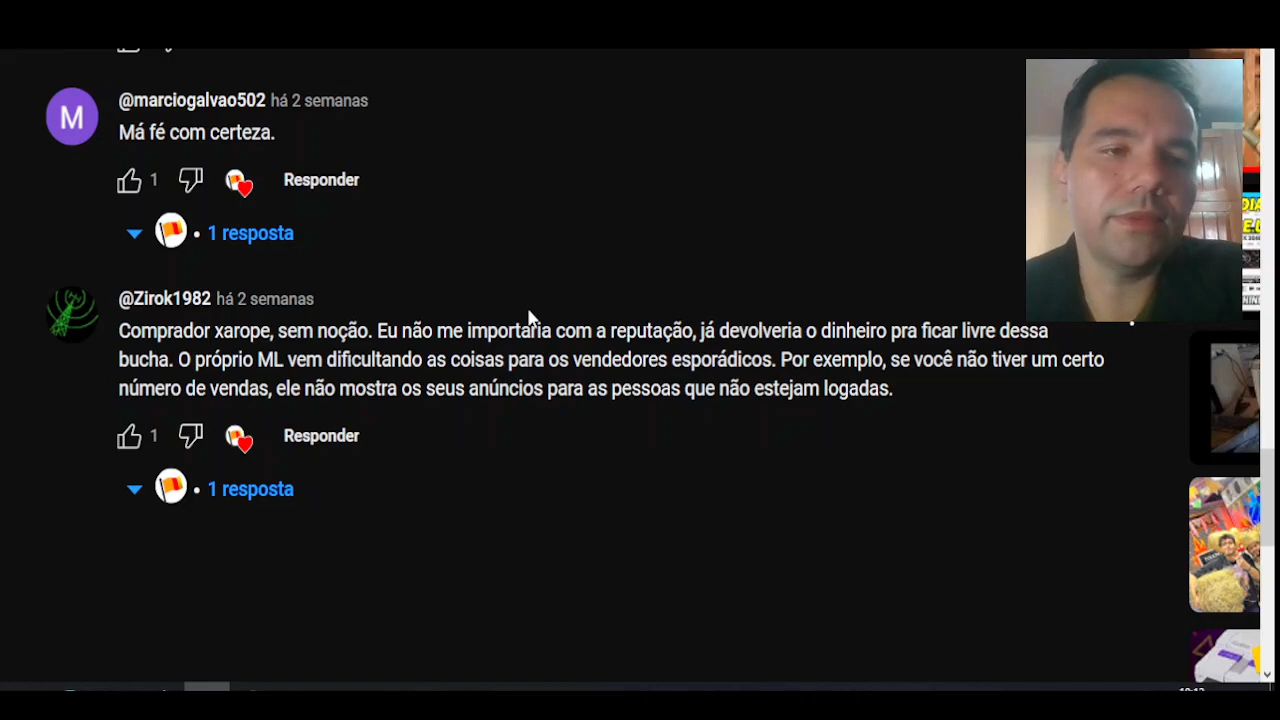 @marciogalvao502 há 2 semanas
M
Má fé com certeza.
1
Responder
1 resposta
@Zirok1982 há 2 semanas
Comprador xarope, sem noção. Eu não me importaria com a reputação, já devolveria o dinheiro pra ficar livre dessa
bucha. O próprio ML vem dificultando as coisas para os vendedores esporádicos. Por exemplo, se você não tiver um certo
número de vendas, ele não mostra os seus anúncios para as pessoas que não estejam logadas.
1
Responder
1 resposta